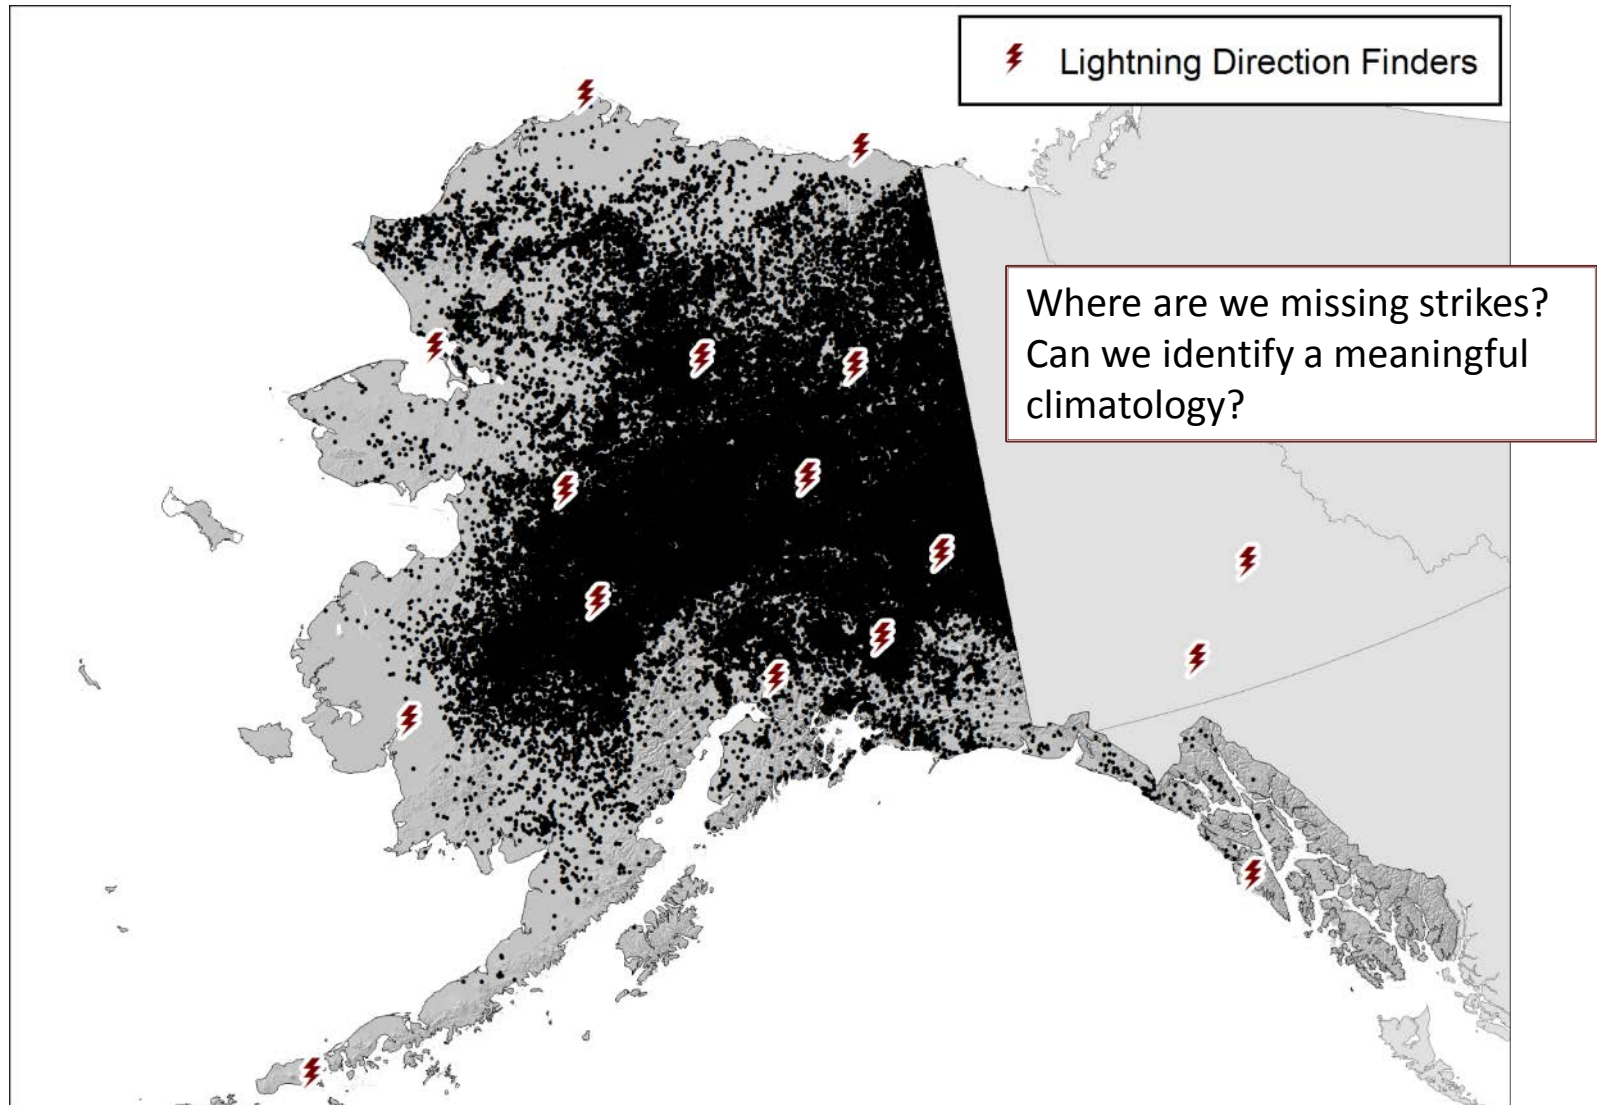 Lightning Direction Finders
Where are we missing strikes?
Can we identify a meaningful
climatology?